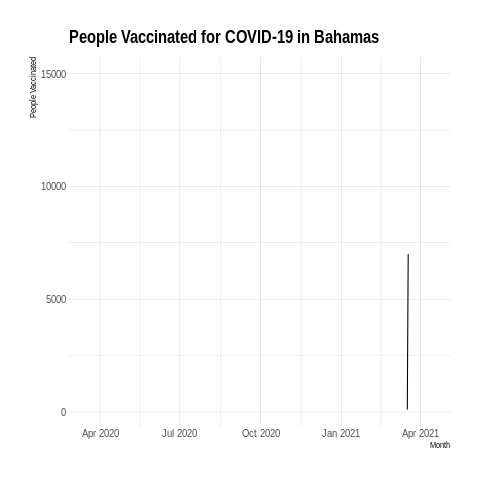 People Vaccinated for COVID-19 in Bahamas
People Vaccinated
15000
10000
5000
0
Apr 2020 Jul 2020 Oct 2020 Jan 2021 Apr 2021
Month